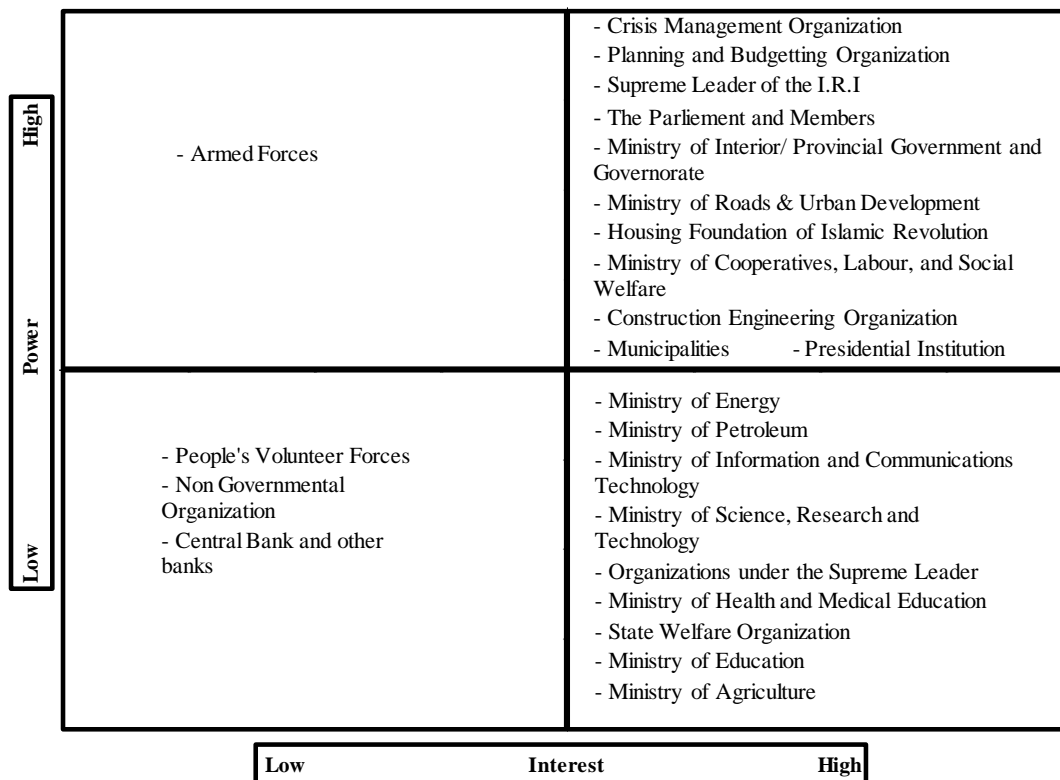 - Crisis Management Organization
- Planning and Budgetting Organization
- Supreme Leader of the I.R.I
- The Parliement and Members
- Ministry of Interior/ Provincial Government and
Governorate
- Ministry of Roads & Urban Development
- Housing Foundation of Islamic Revolution
- Ministry of Cooperatives, Labour, and Social
Welfare
- Construction Engineering Organization
- Municipalities - Presidential Institution
- Armed Forces
High
Power
Low
- People's Volunteer Forces
- Non Governmental
Organization
- Central Bank and other
banks
- Ministry of Energy
- Ministry of Petroleum
- Ministry of Information and Communications
Technology
- Ministry of Science, Research and
Technology
- Organizations under the Supreme Leader
- Ministry of Health and Medical Education
- State Welfare Organization
- Ministry of Education
- Ministry of Agriculture
Low Interest High